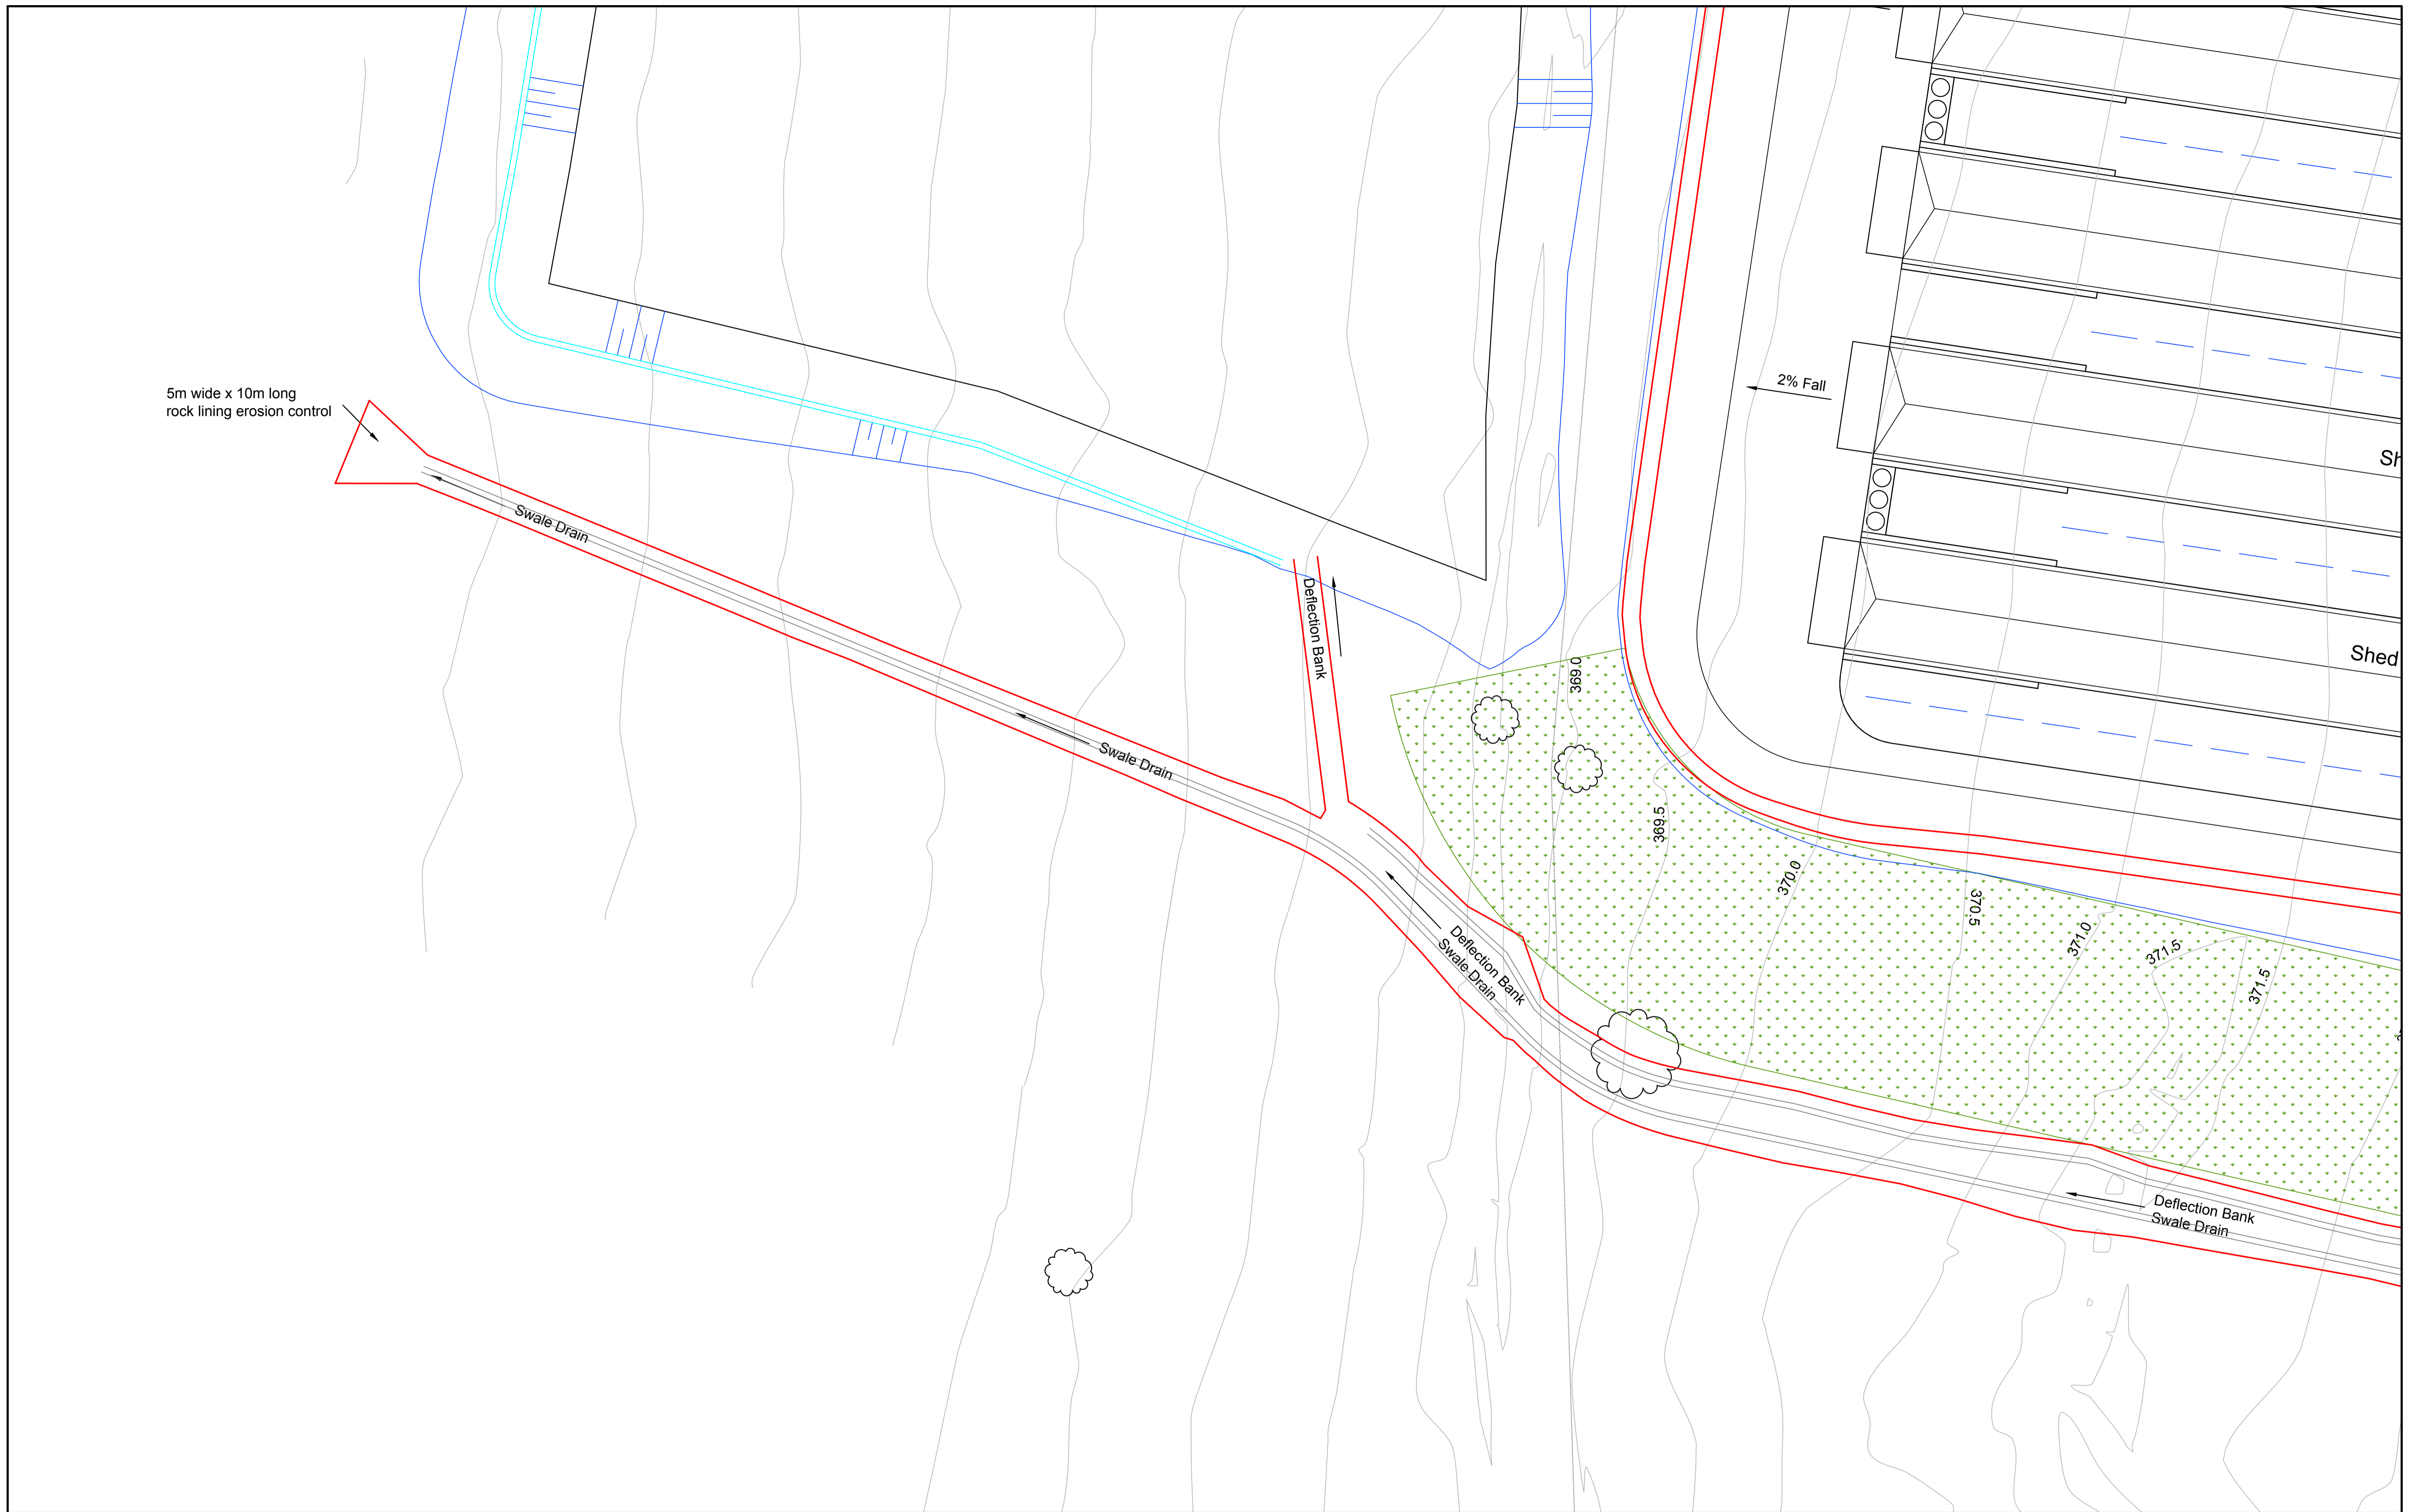 5m wide x 10m long
rock lining erosion control
Swale Drain
Swale Drain
Deflection Bank
2% Fall
Sh
Shed
369.0
369.5
370.0
370.5
371.0
371.5
371.5
Deflection Bank
Swale Drain
Deflection Bank
Swale Drain